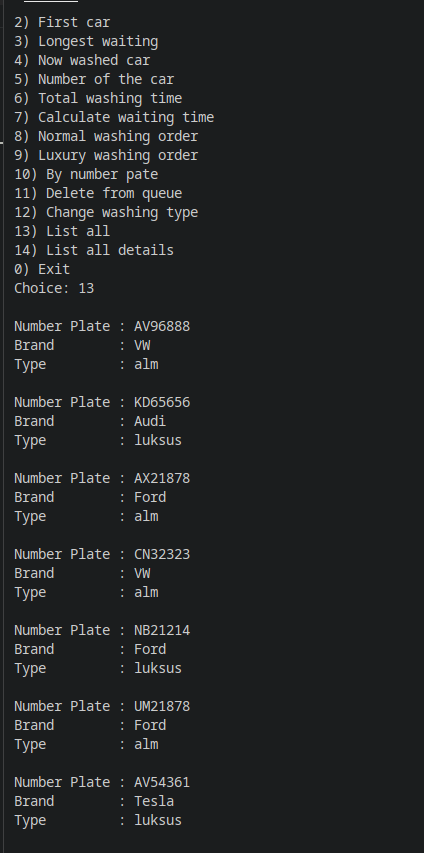 2) First car
3) Longest waiting
4) Now washed car
5) Number of the car
6) Total washing time
7) Calculate waiting time
8) Normal washing order
9) Luxury washing order
10) By number pate
11) Delete from queue
12) Change washing type
13) List all
14) List all details
0) Exit
Choice: 13

Number Plate : AV96888
Brand        : VW
Type         : alm

Number Plate : KD65656
Brand        : Audi
Type         : luksus

Number Plate : AX21878
Brand        : Ford
Type         : alm

Number Plate : CN32323
Brand        : VW
Type         : alm

Number Plate : NB21214
Brand        : Ford
Type         : luksus

Number Plate : UM21878
Brand        : Ford
Type         : alm

Number Plate : AV54361
Brand        : Tesla
Type         : luksus